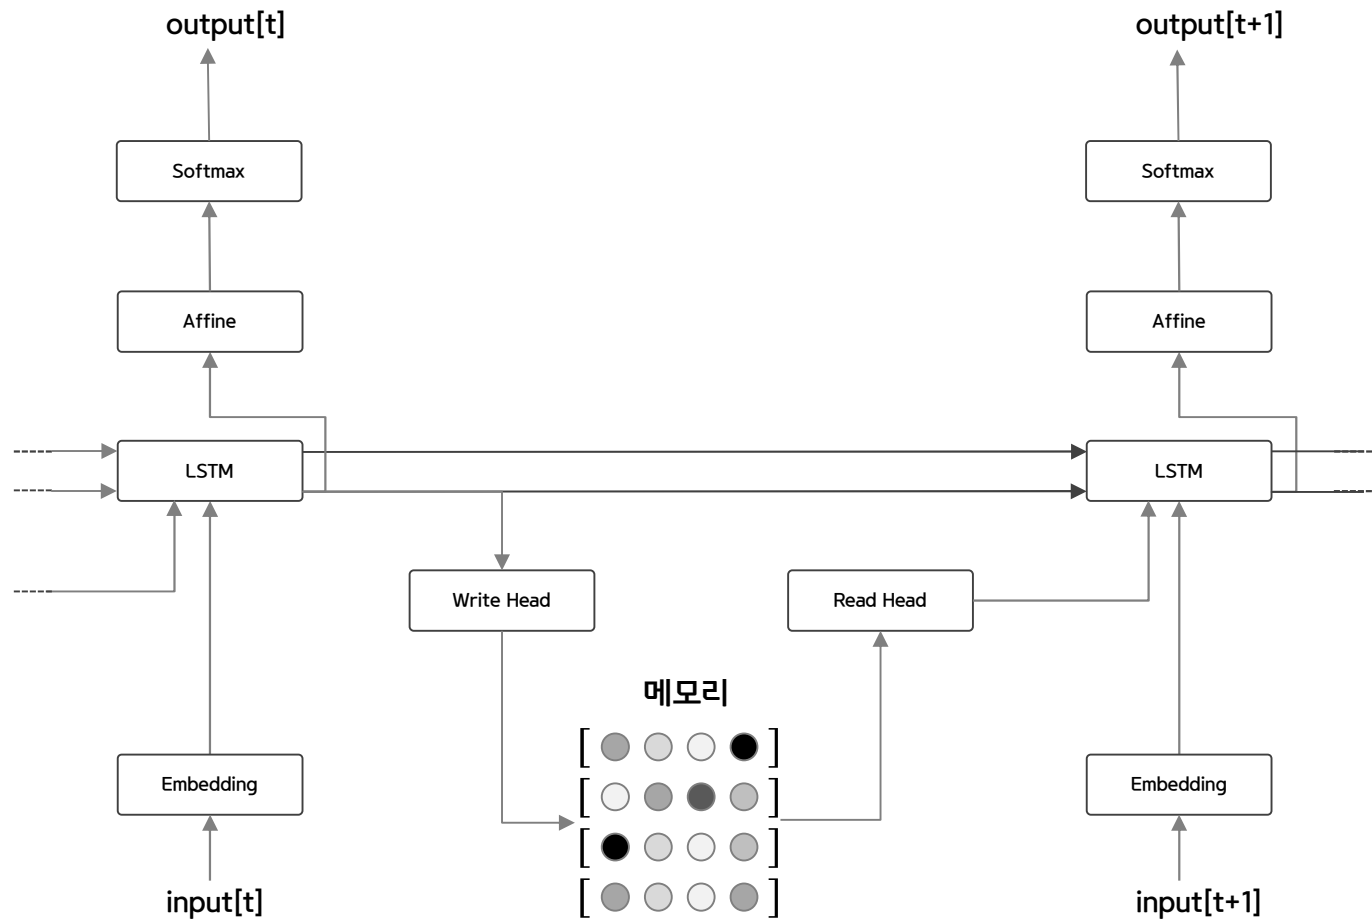 output[t]
output[t+1]
Softmax
Softmax
Affine
Affine
LSTM
LSTM
Write Head
Read Head
메모리
Embedding
Embedding
input[t]
input[t+1]